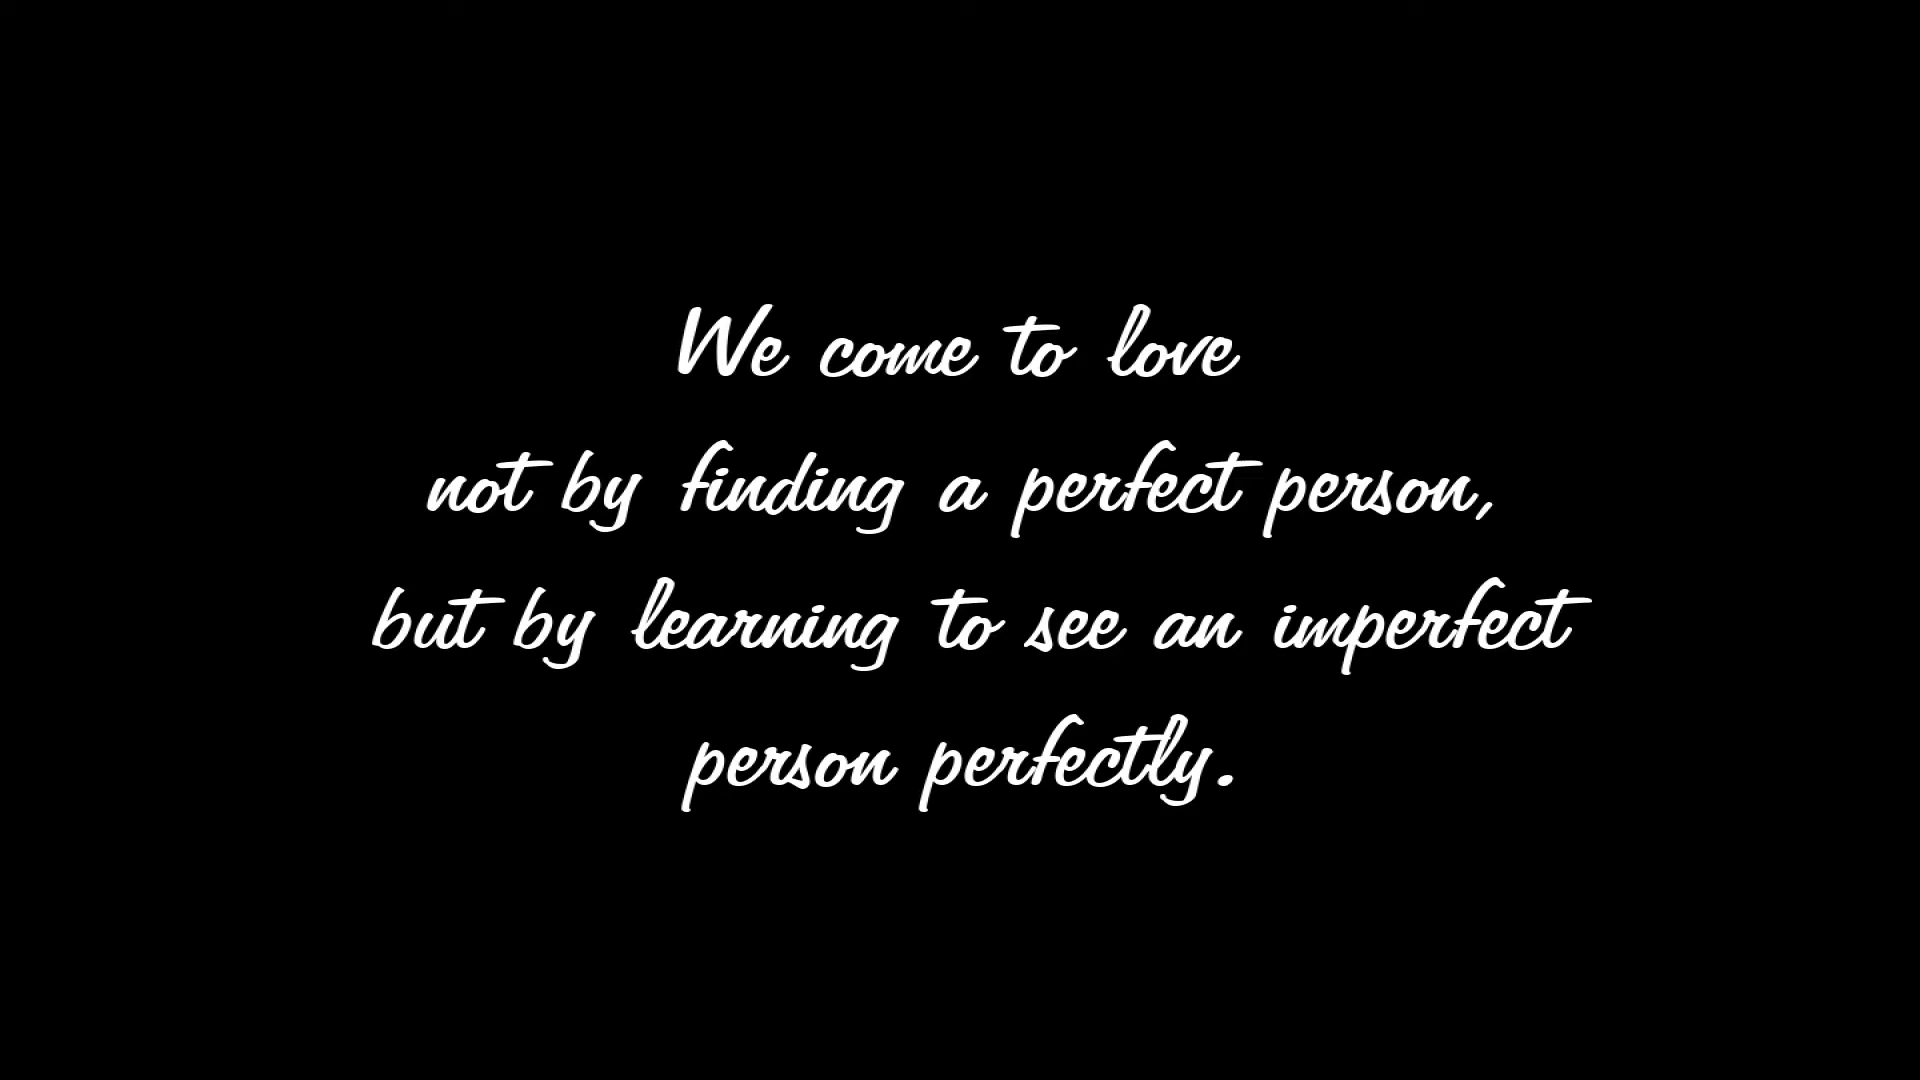 We come to love
not by finding a perfect person,
but by learning to see an imperfect
person perfectly.